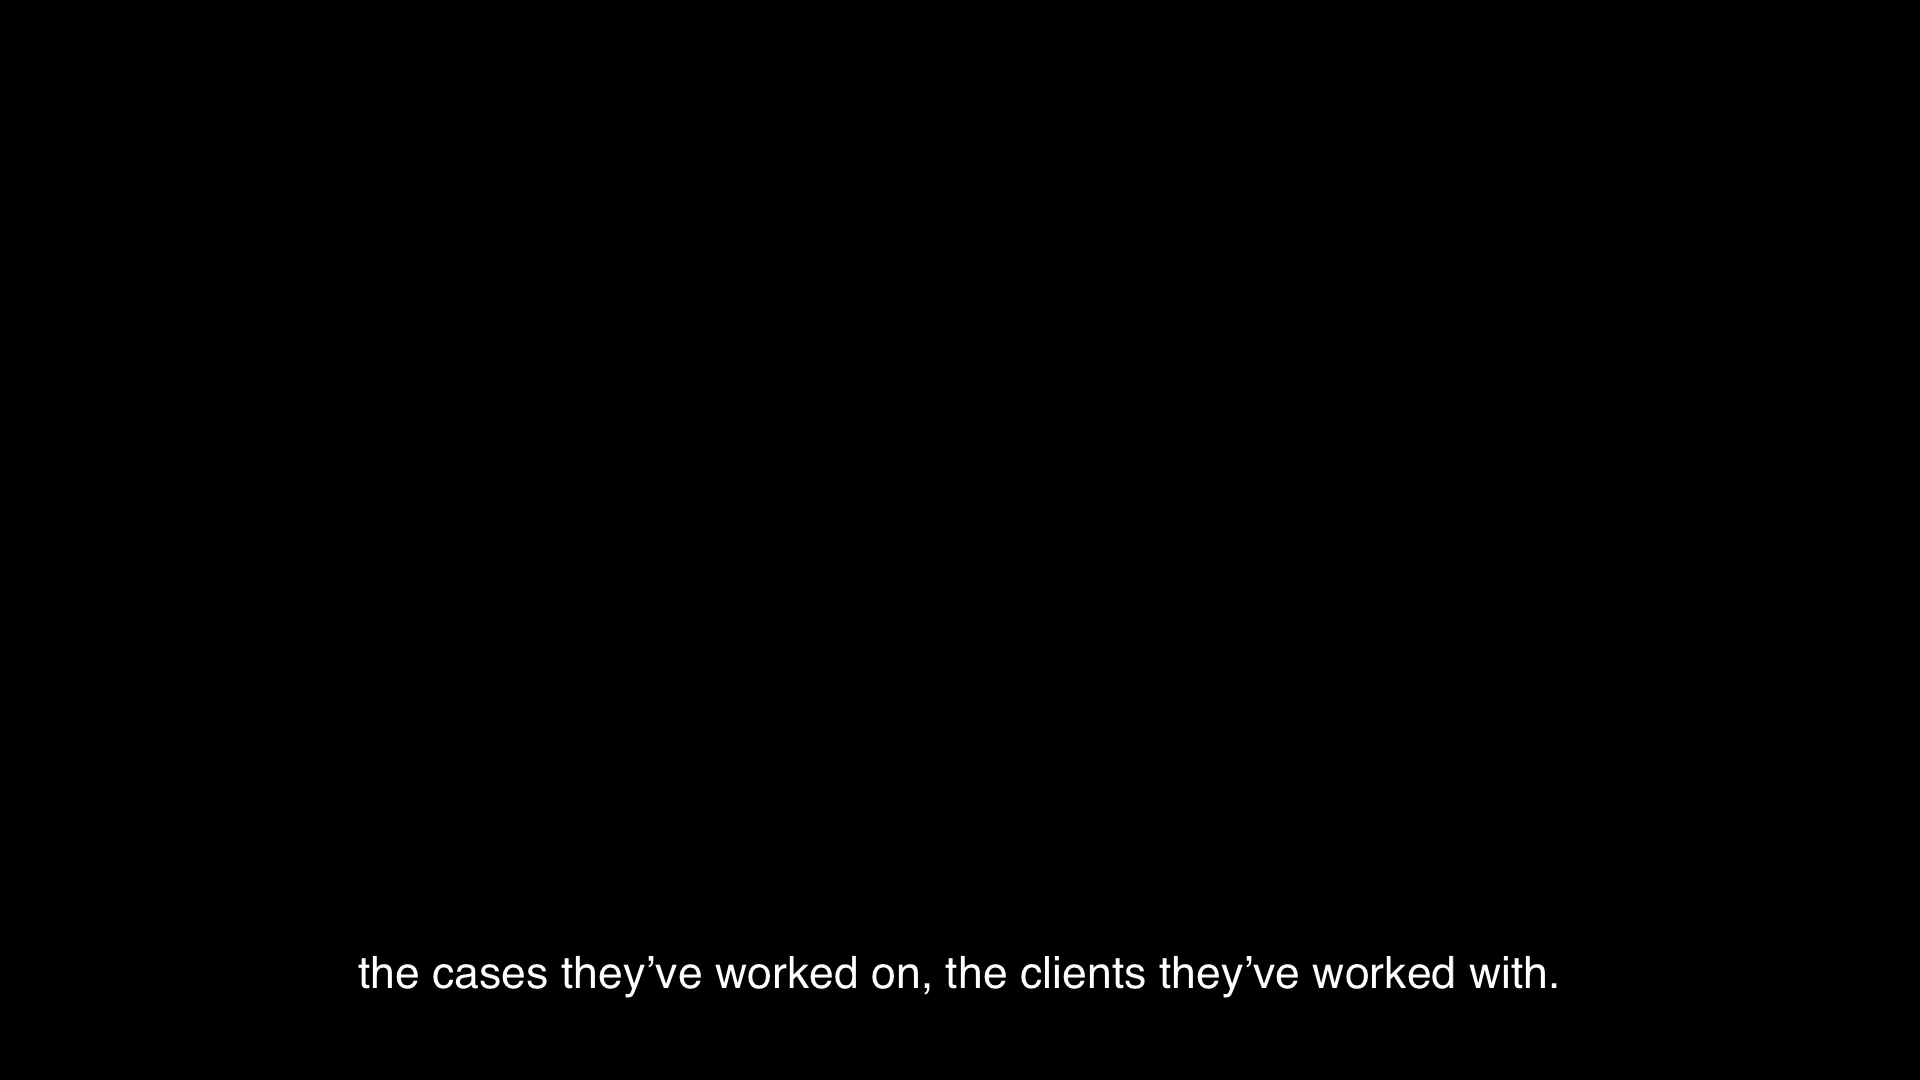 the cases they’ve worked on, the clients they’ve worked with.